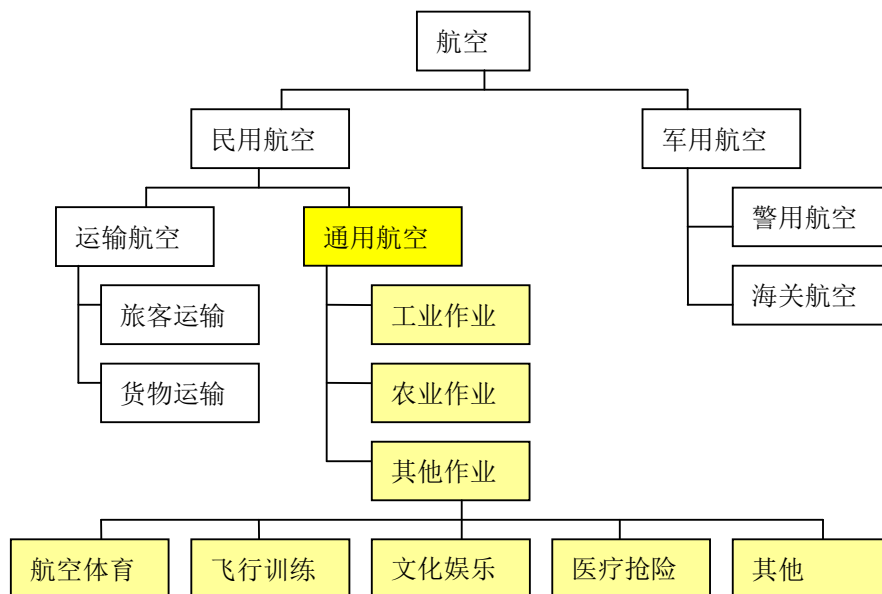 航空
民用航空
军用航空
运输航空
通用航空
警用航空
旅客运输
工业作业
海关航空
货物运输
农业作业
其他作业
航空体育
飞行训练
文化娱乐
医疗抢险
其他